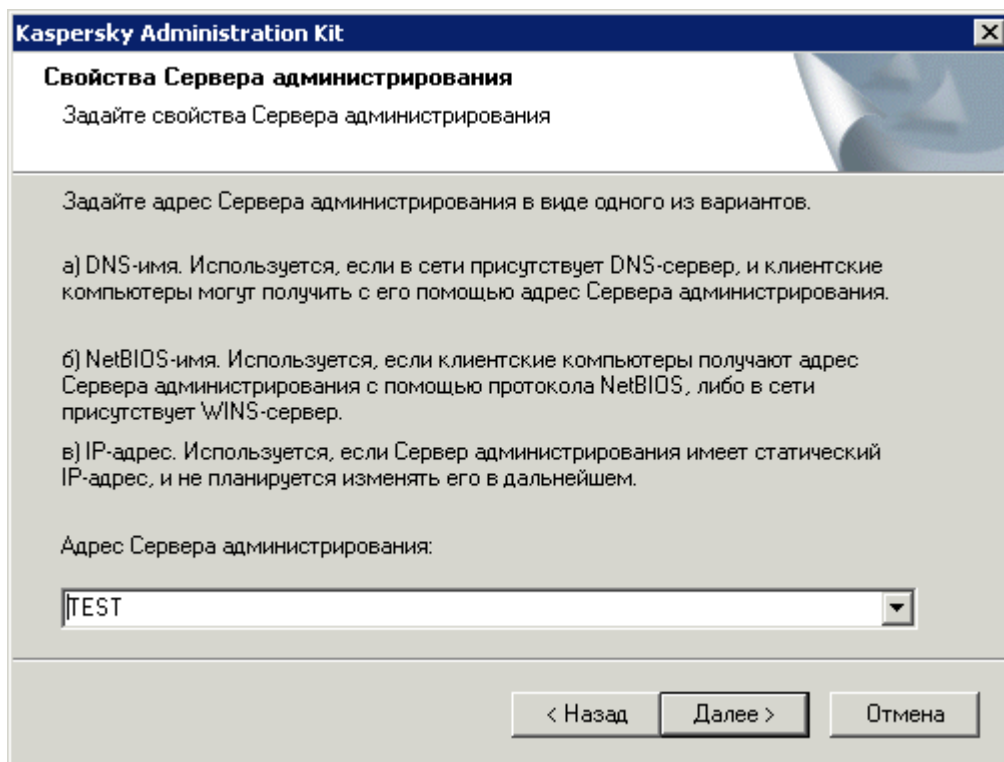 Kaspersky Administration Kit
Свойства Сервера администрирования
Задайте свойства Сервера администрирования
Задайте адрес Сервера администрирования в виде одного из вариантов.
а) DNS-имя. Используется, если в сети присутствует DNS-сервер, и клиентские
компьютеры могут получить с его помощью адрес Сервера администрирования.
б) NetBIOS-имя. Используется, если клиентские компьютеры получают адрес
Сервера администрирования с помощью протокола NetBIOS, либо в сети
присутствует WINS-сервер.
в) IP-адрес. Используется, если Сервер администрирования имеет статический
IP-адрес, и не планируется изменять его в дальнейшем.
Адрес Сервера администрирования:
TEST
< Назад Далее > Отмена